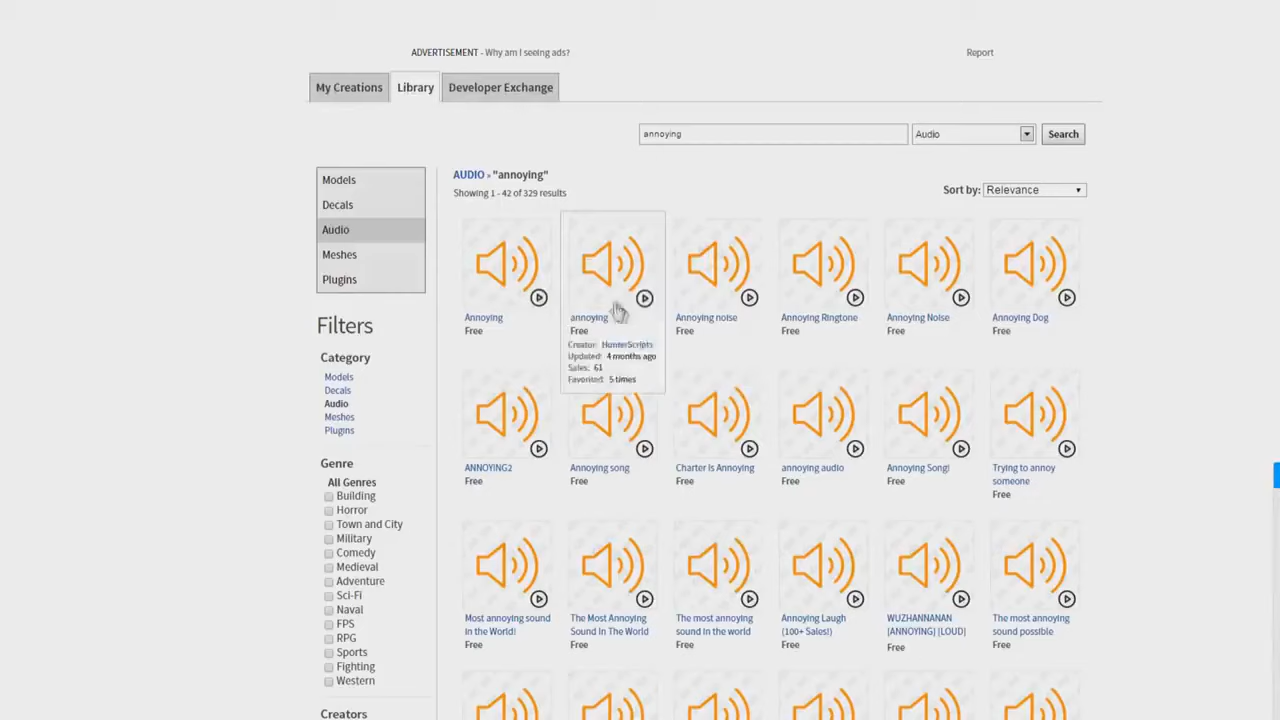 ADVERTISEMENT - Why am I seeing ads?
Report
My Creations
Library
Developer Exchange
annoying
Audio
Search
Models
Decals
Audio
Meshes
Plugins
AUDIO » "annoying"
Showing 1 - 42 of 329 results
Sort by: Relevance
Annoying
Free
annoying
Free
Creator: HunterScripts
Updated: 4 months ago
Sales: 61
Favorited: 5 times
Annoying noise
Free
Annoying Ringtone
Free
Annoying Noise
Free
Annoying Dog
Free
Filters
Category
Models
Decals
Audio
Meshes
Plugins
Genre
All Genres
Building
Horror
Town and City
Military
Comedy
Medieval
Adventure
Sci-Fi
Naval
FPS
RPG
Sports
Fighting
Western
Creators
ANNOYING2
Free
Annoying song
Free
Charter Is Annoying
Free
annoying audio
Free
Annoying Song!
Free
Trying to annoy
someone
Free
Most annoying sound
in the World!
Free
The Most Annoying
Sound In The World
Free
The most annoying
sound in the world
Free
Annoying Laugh
(100+ Sales!)
Free
WUZHANNANAN
[ANNOYING] [LOUD]
Free
The most annoying
sound possible
Free